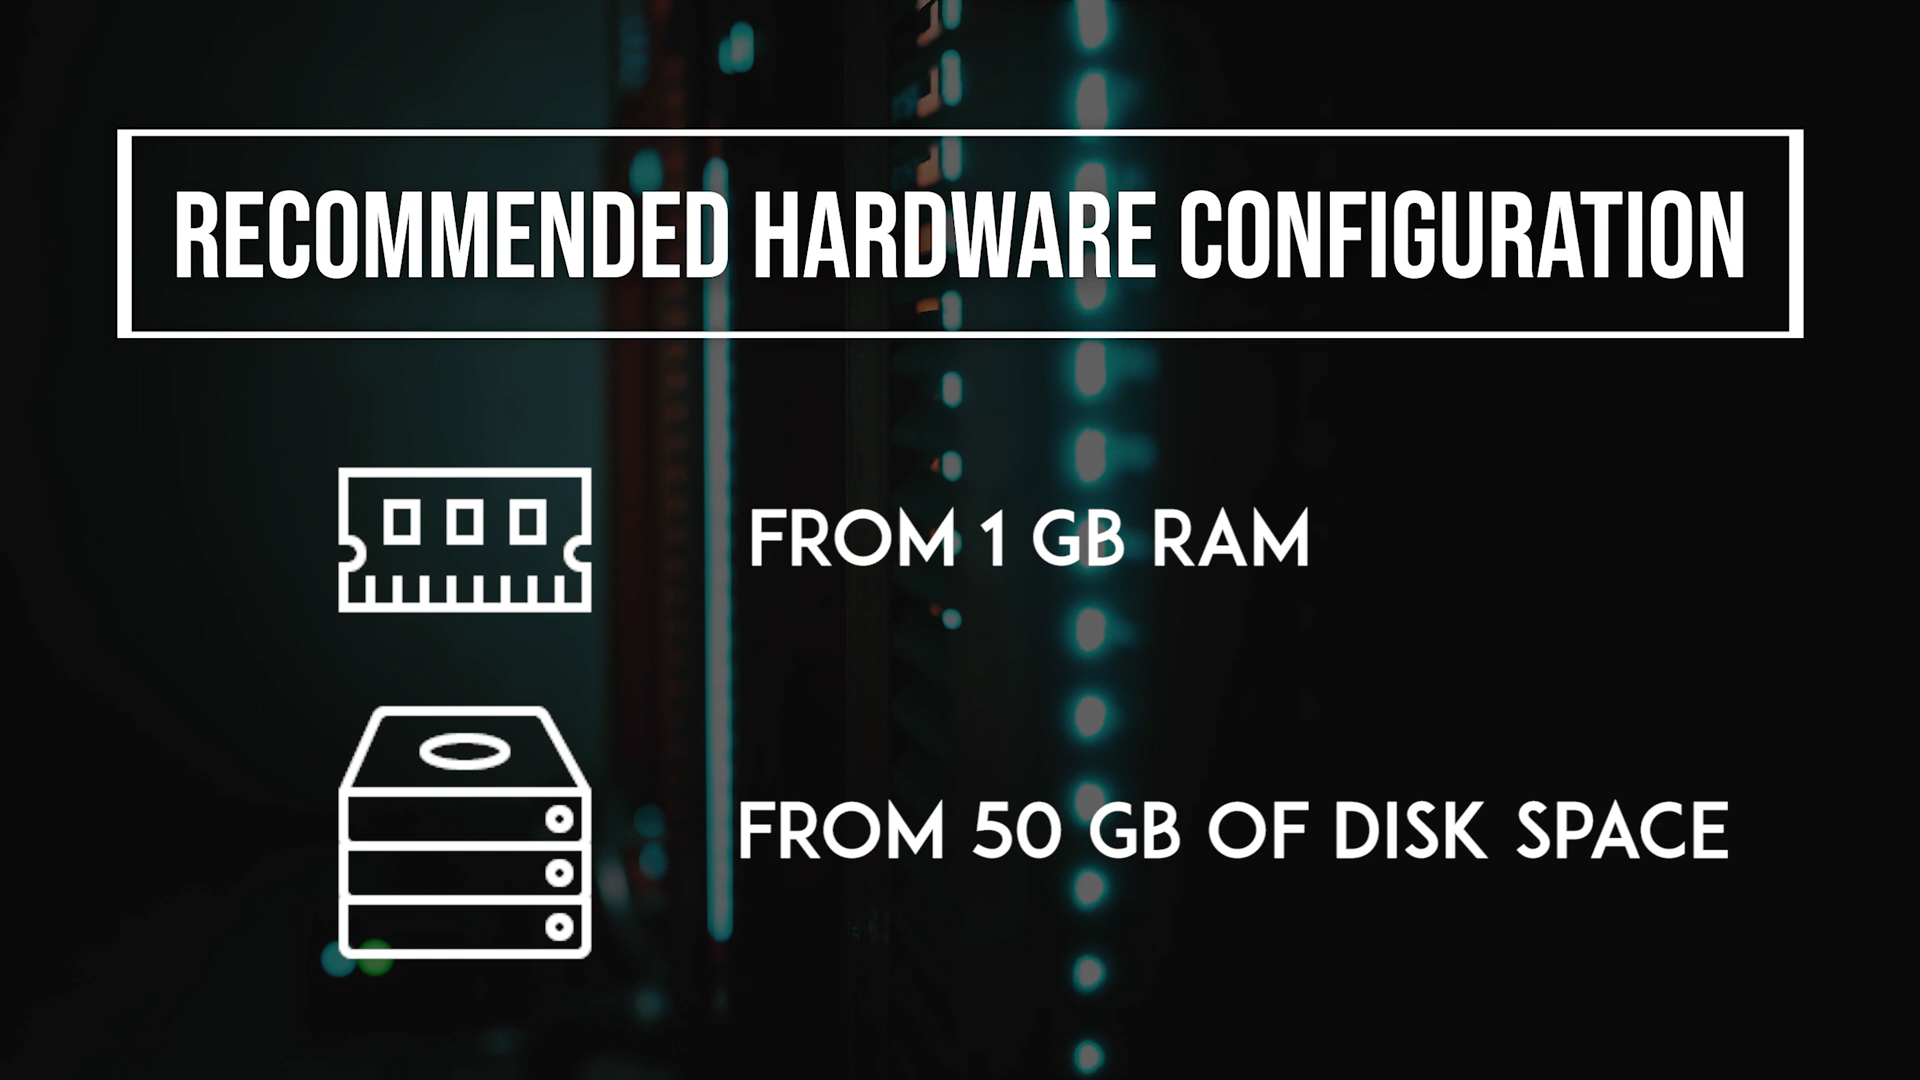 RECOMMENDED HARDWARE CONFIGURATION
FROM 1 GB RAM
FROM 50 GB OF DISK SPACE